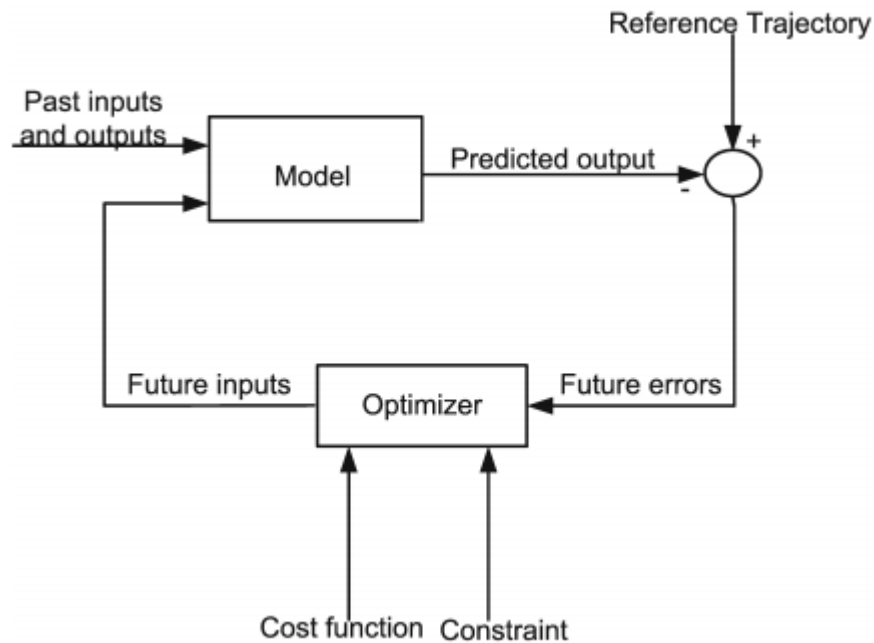 Reference Trajectory
Past inputs
and outputs
+
Predicted output
Model
-
Future inputs
Optimizer
Future errors
Cost function
Constraint